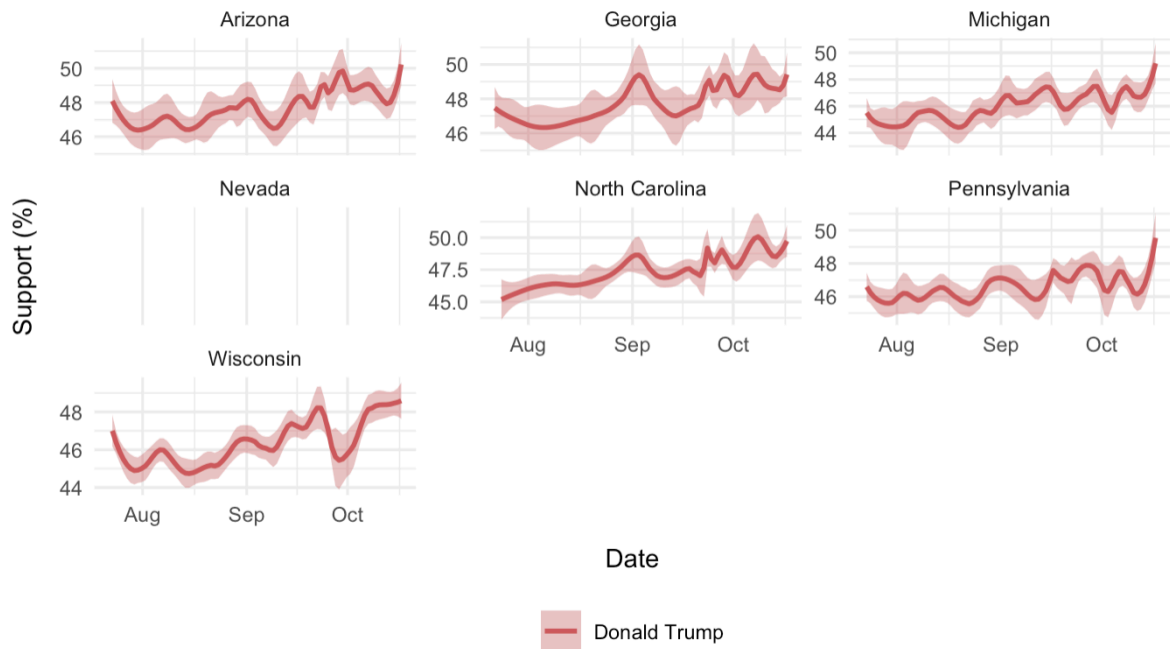 Arizona
Georgia
Michigan
50
48
46
50
48
46
50
48
46
44
Nevada
North Carolina
Pennsylvania
50.0
47.5
45.0
50
48
46
Aug Sep Oct
Aug Sep Oct
Wisconsin
48
46
44
Aug Sep Oct
Support (%)
Date
Donald Trump